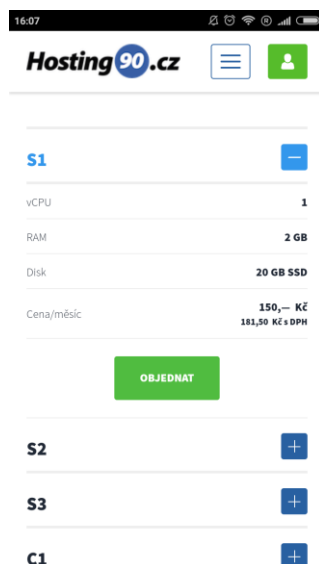 16:07
Hosting90.cz
S1
vCPU 1
RAM 2 GB
Disk 20 GB SSD
Cena/měsíc 150,— Kč
181,50 Kč s DPH
OBJEDNAT
S2
S3
C1